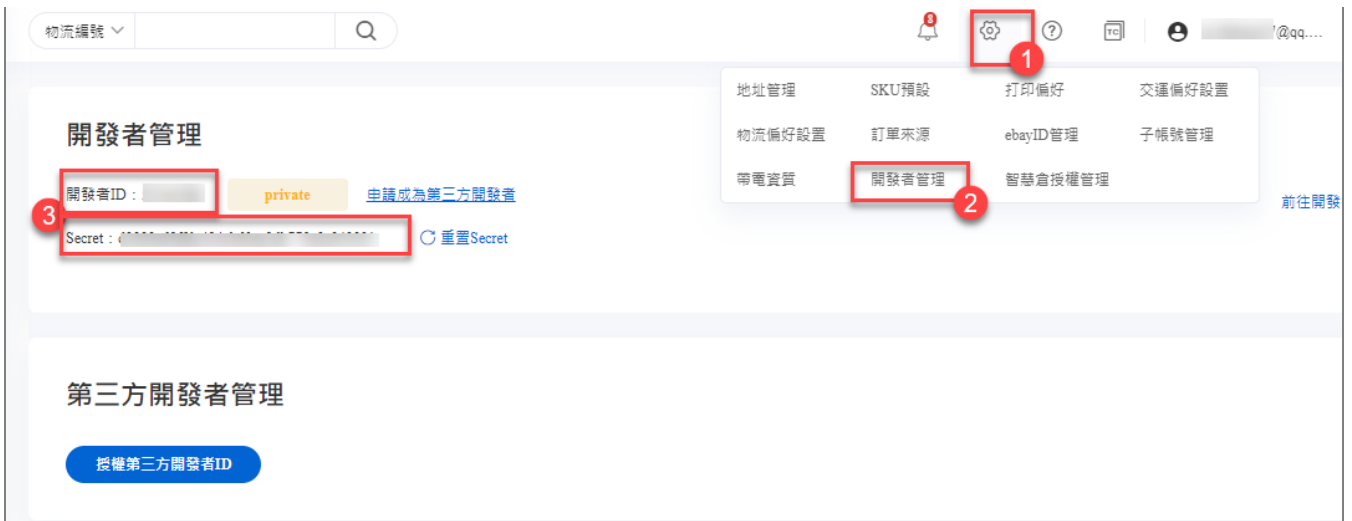 物流編號
8
TC
@qq....
1
地址管理 SKU預設 打印偏好 交運偏好設置
物流偏好設置 訂單來源 ebayID管理 子帳號管理
帶電資質 開發者管理 智慧倉授權管理
2
前往開發
開發者管理
開發者ID：
private
申請成為第三方開發者
3
Secret：
重置Secret
第三方開發者管理
授權第三方開發者ID